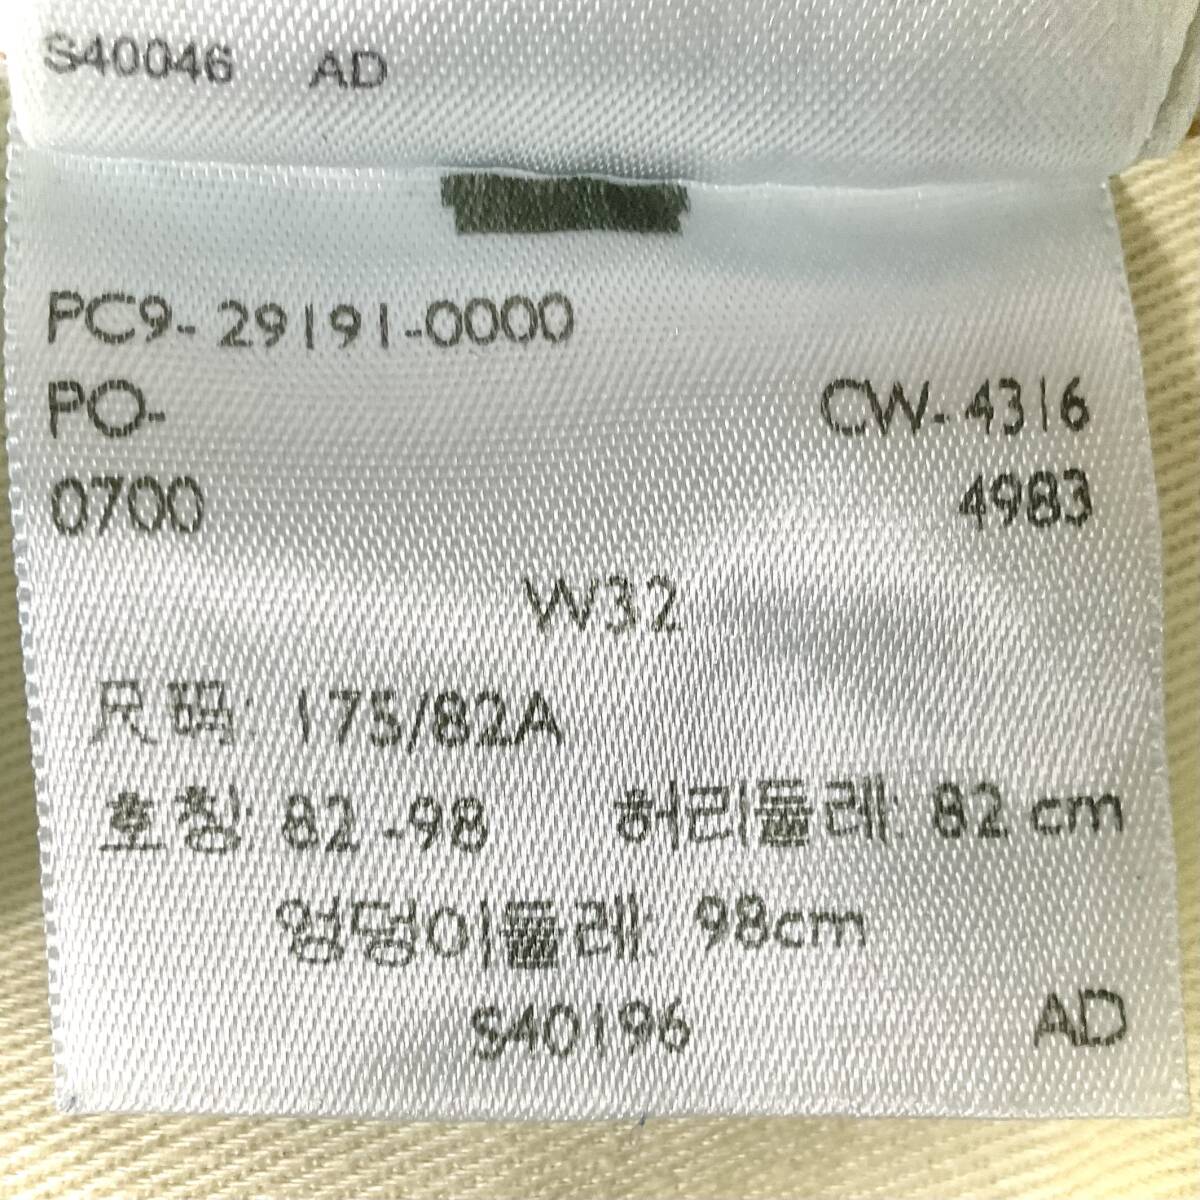 S40046 AD
PC9-29191-0000
PO- CW-4316
0700 4983
W32
尺码: 175/82A
호칭: 82-98 허리둘레: 82 cm
엉덩이둘레: 98cm
S40196 AD